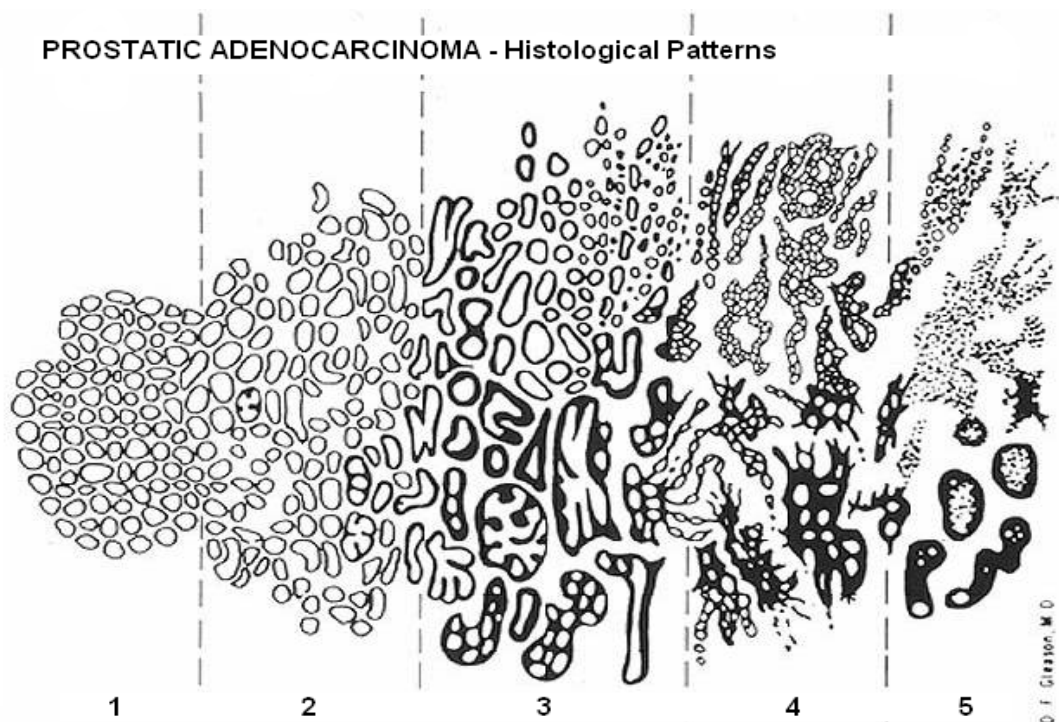 PROSTATIC ADENOCARCINOMA - Histological Patterns
1 2 3 4 5
D F Gleason, M D